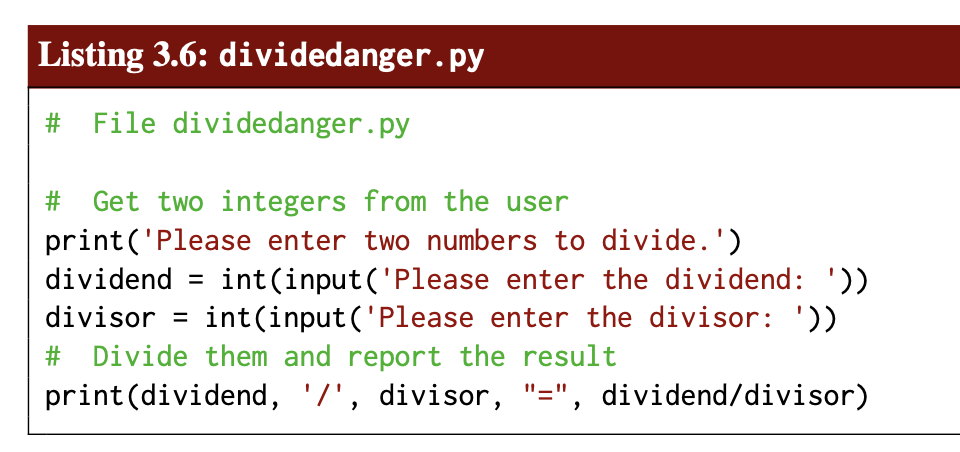 Listing 3.6: dividedanger.py
#  File dividedanger.py
#  Get two integers from the user
print('Please enter two numbers to divide.')
dividend = int(input('Please enter the dividend: '))
divisor = int(input('Please enter the divisor: '))
#  Divide them and report the result
print(dividend, '/', divisor, "=", dividend/divisor)